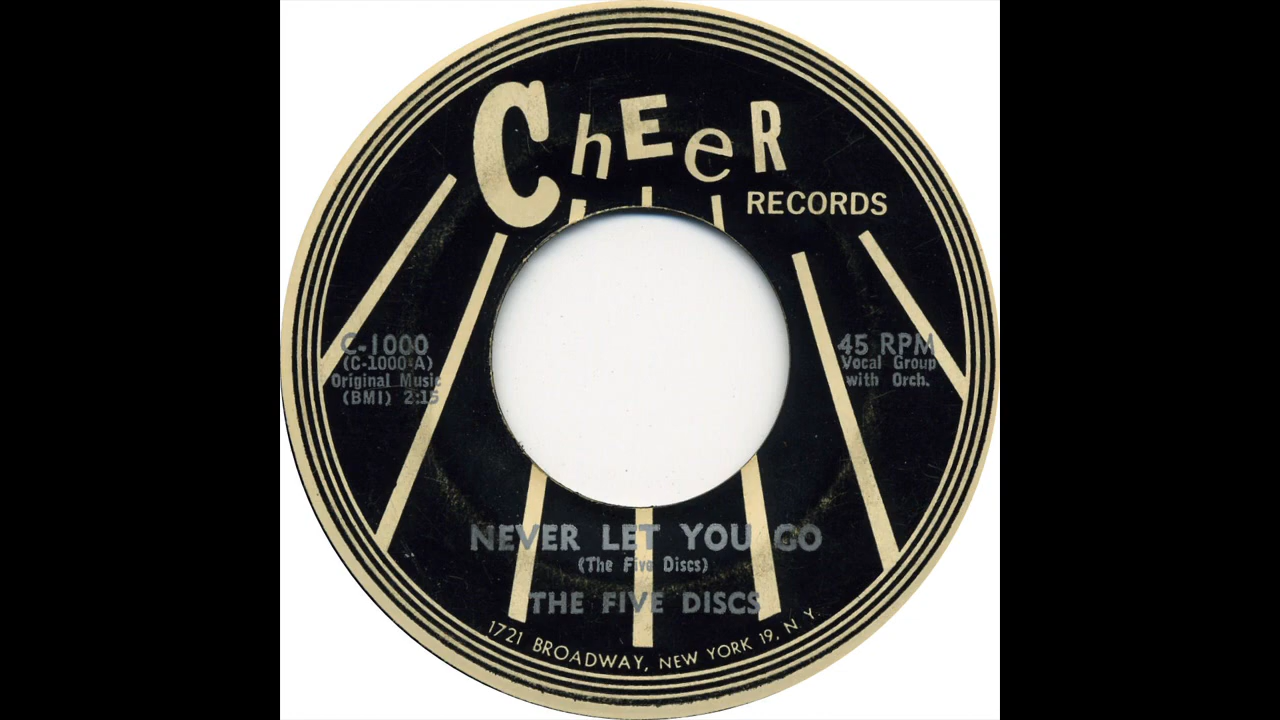 ChEeR
RECORDS
C-1000
(C-1000-A)
Original Music
(BMI) 2:15
45 RPM
Vocal Group
with Orch.
NEVER LET YOU GO
(The Five Discs)
THE FIVE DISCS
1721 BROADWAY, NEW YORK 19, N. Y.